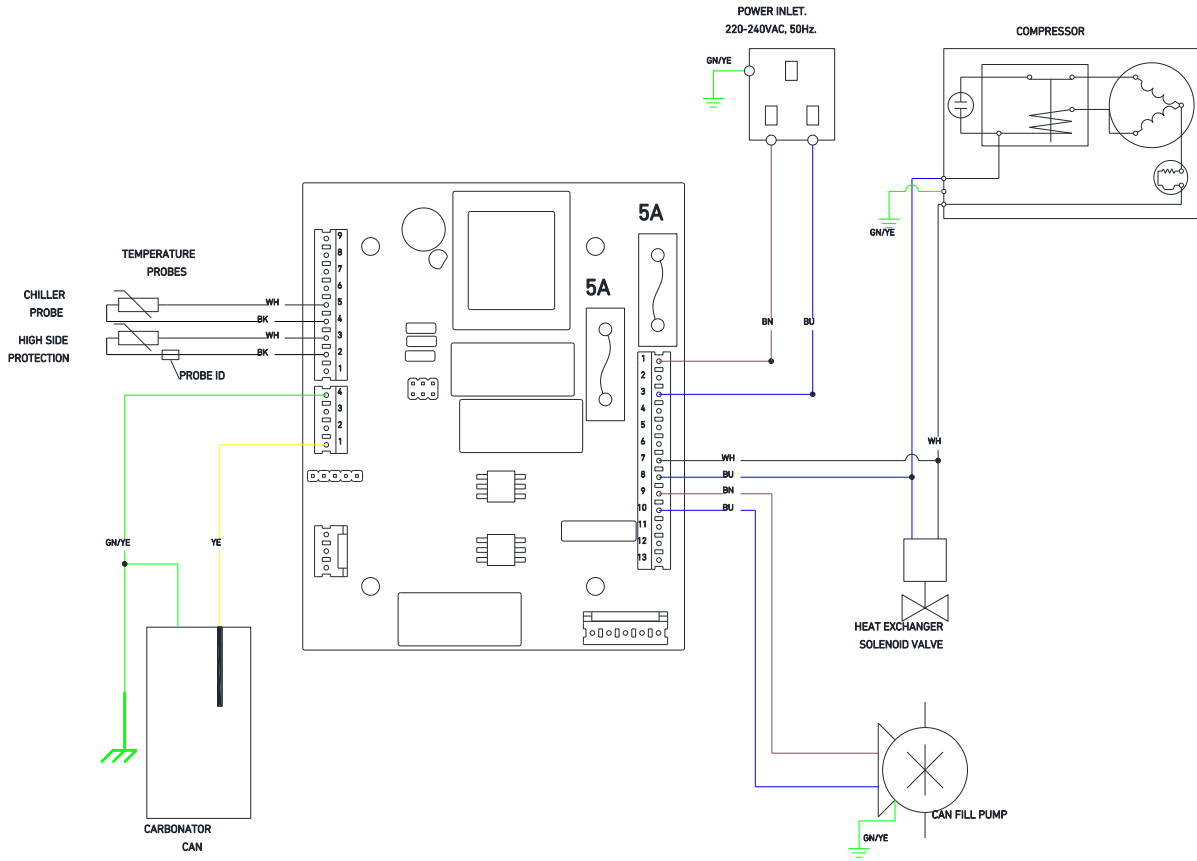 POWER INLET.
220-240VAC, 50Hz.
COMPRESSOR
GN/YE
GN/YE
5A
5A
TEMPERATURE
PROBES
CHILLER
PROBE
HIGH SIDE
PROTECTION
WH
BK
WH
BK
PROBE ID
9
8
7
6
5
4
3
2
1
4
3
2
1
BN
BU
1
2
3
4
5
6
7
8
9
10
11
12
13
WH
WH
BU
BN
BU
GN/YE
YE
HEAT EXCHANGER
SOLENOID VALVE
CARBONATOR
CAN
CAN FILL PUMP
GN/YE